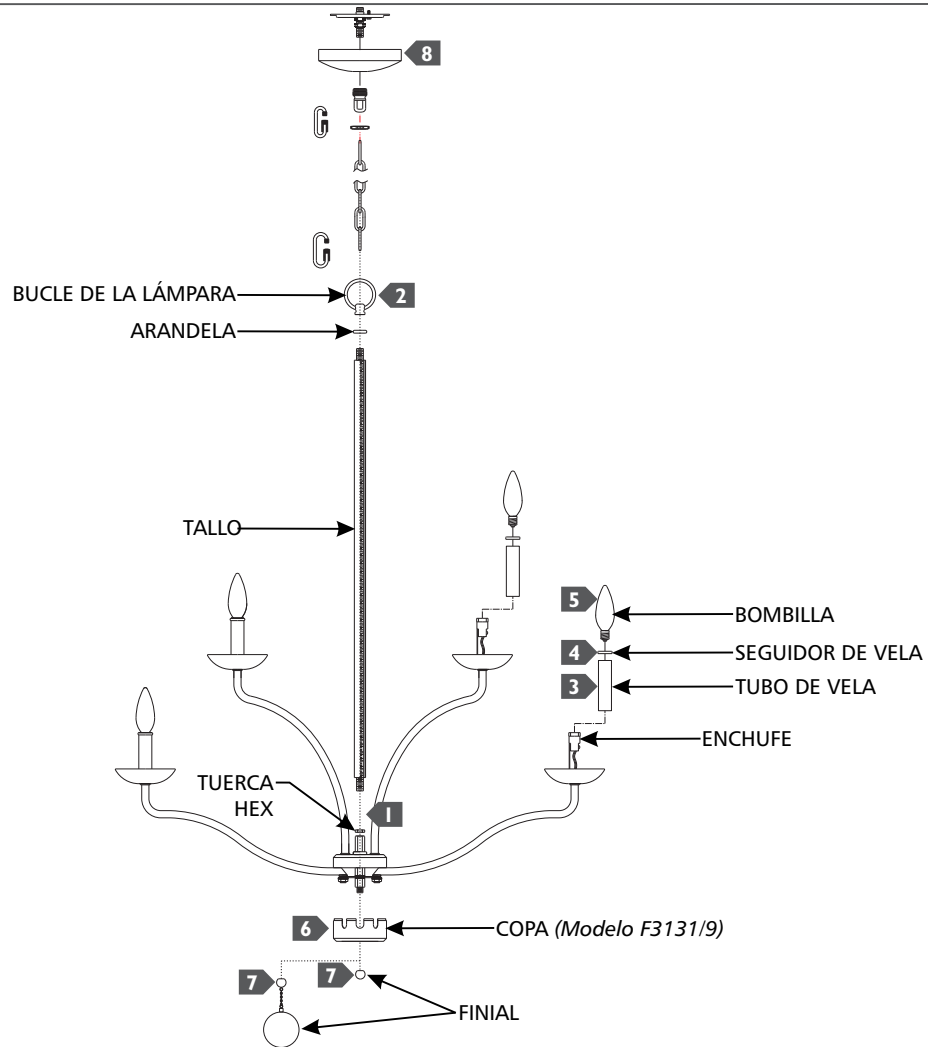 8
BUCLE DE LA LÁMPARA
2
ARANDELA
TALLO
5
BOMBILLA
4
SEGUIDOR DE VELA
3
TUBO DE VELA
ENCHUFE
TUERCA
HEX
1
6
COPA (Modelo F3131/9)
7
7
FINIAL